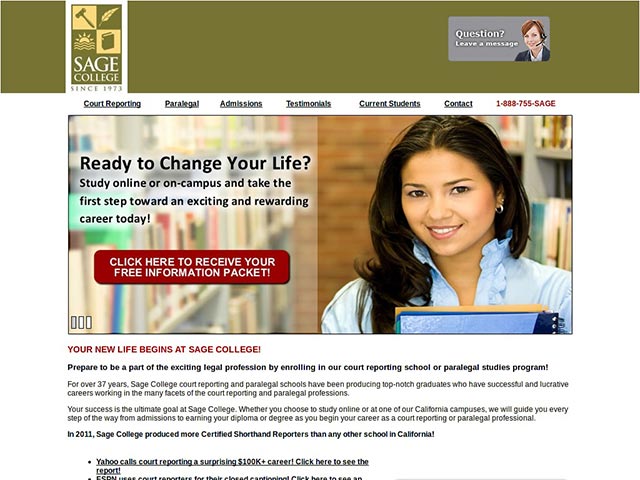 SAGE
COLLEGE
SINCE 1973
Question?
Leave a message
Court Reporting Paralegal Admissions Testimonials Current Students Contact 1-888-755-SAGE
Ready to Change Your Life?
Study online or on-campus and take the
first step toward an exciting and rewarding
career today!
CLICK HERE TO RECEIVE YOUR
FREE INFORMATION PACKET!
YOUR NEW LIFE BEGINS AT SAGE COLLEGE!
Prepare to be a part of the exciting legal profession by enrolling in our court reporting school or paralegal studies program!
For over 37 years, Sage College court reporting and paralegal schools have been producing top-notch graduates who have successful and lucrative
careers working in the many facets of the court reporting and paralegal professions.
Your success is the ultimate goal at Sage College. Whether you choose to study online or at one of our California campuses, we will guide you every
step of the way from admissions to earning your diploma or degree as you begin your career as a court reporting or paralegal professional.
In 2011, Sage College produced more Certified Shorthand Reporters than any other school in California!
Yahoo calls court reporting a surprising $100K+ career! Click here to see the
report!
ESPN uses court reporters for their closed captioning! Click here to see an